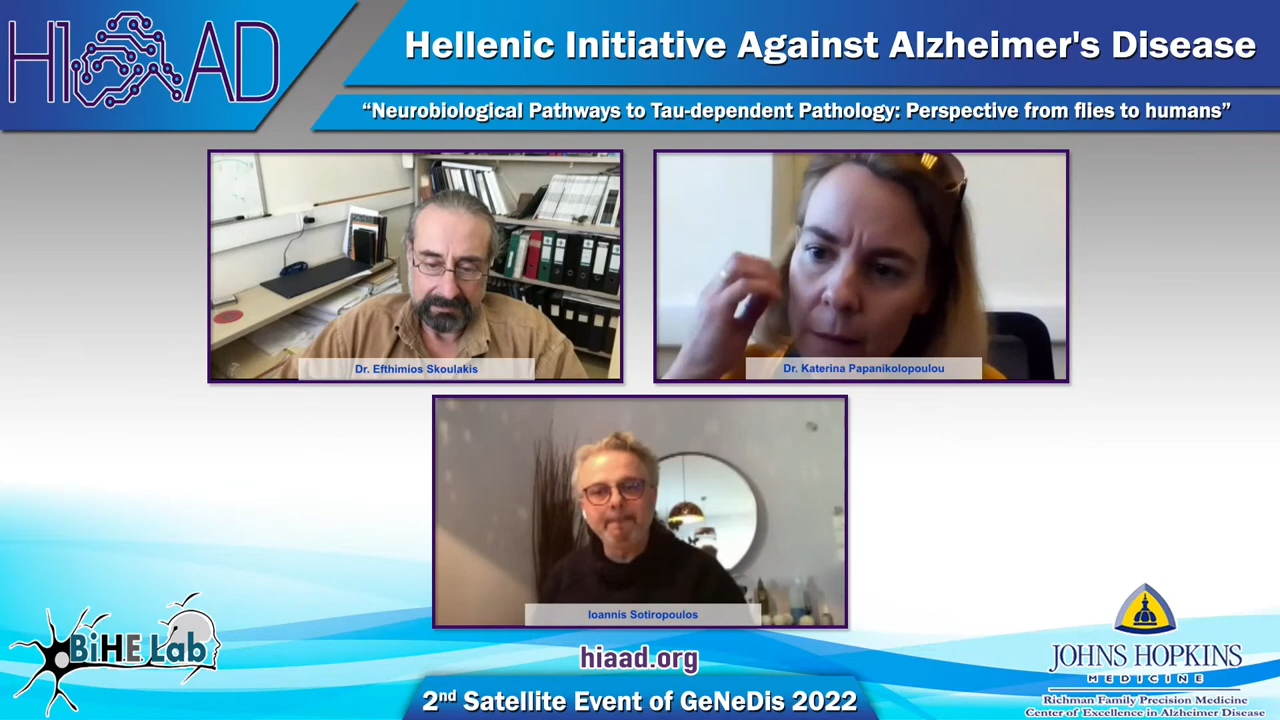 HIAAD
Hellenic Initiative Against Alzheimer's Disease
“Neurobiological Pathways to Tau-dependent Pathology: Perspective from flies to humans”
Dr. Efthimios Skoulakis
Dr. Katerina Papanikolopoulou
Ioannis Sotiropoulos
BiHE Lab
hiaad.org
2nd Satellite Event of GeNeDis 2022
JOHNS HOPKINS
MEDICINE
Richman Family Precision Medicine
Center of Excellence in Alzheimer Disease